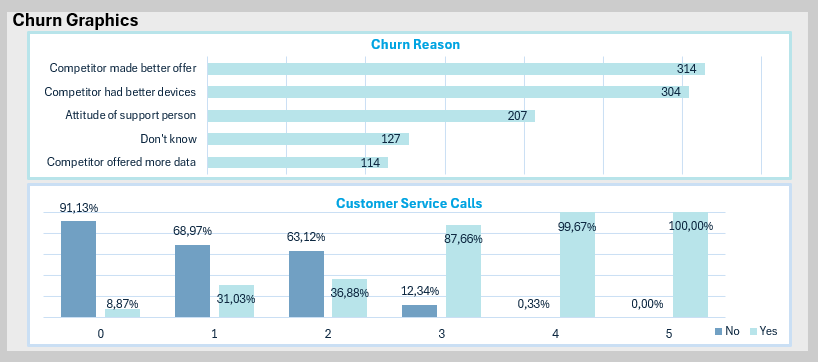 Churn Graphics
Churn Reason
Competitor made better offer 314
Competitor had better devices 304
Attitude of support person 207
Don't know 127
Competitor offered more data 114
Customer Service Calls
91,13% 8,87%
68,97% 31,03%
63,12% 36,88%
12,34% 87,66%
0,33% 99,67%
0,00% 100,00%
0 1 2 3 4 5
No Yes